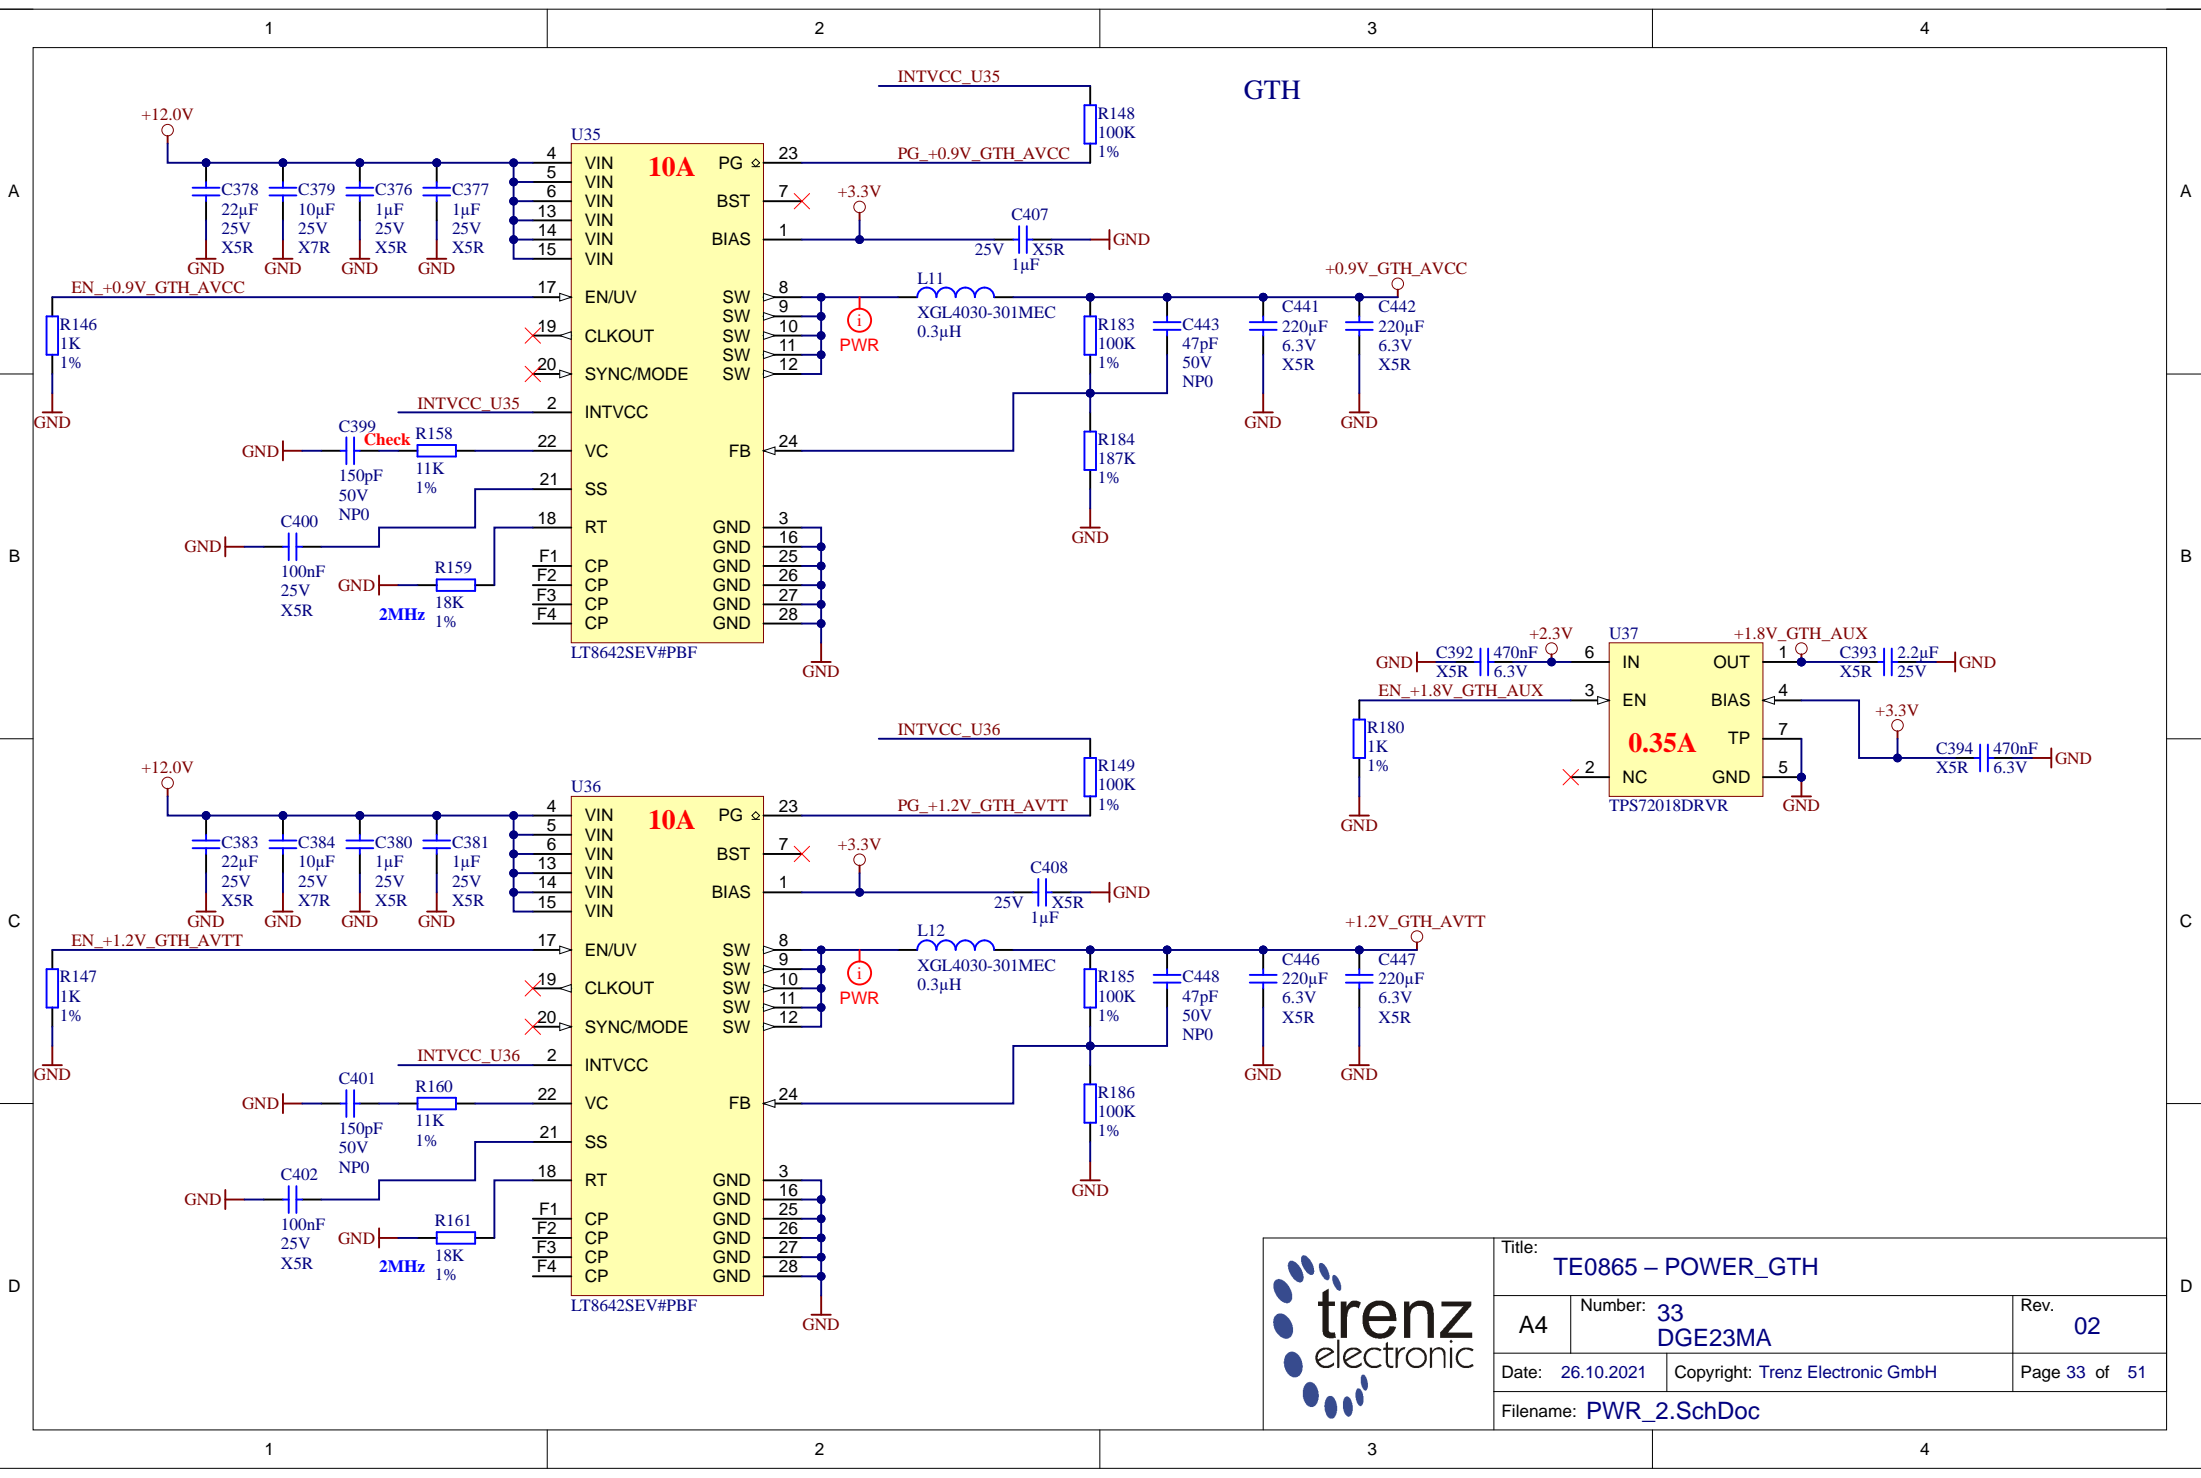 1 2 3 4
A
B
C
D
A
B
C
D
GTH
INTVCC_U35
R148
100K
1%
PG_+0.9V_GTH_AVCC
+12.0V
C378
22µF
25V
X5R
GND
C379
10µF
25V
X7R
GND
C376
1µF
25V
X5R
GND
C377
1µF
25V
X5R
GND
EN_+0.9V_GTH_AVCC
R146
1K
1%
GND
U35
10A
4 VIN
5 VIN
6 VIN
13 VIN
14 VIN
15 VIN
17 EN/UV
19 CLKOUT
20 SYNC/MODE
2 INTVCC
22 VC
21 SS
18 RT
F1 CP
F2 CP
F3 CP
F4 CP
PG 23
BST 7
BIAS 1
SW 8
SW 9
SW 10
SW 11
SW 12
FB 24
GND 3
GND 16
GND 25
GND 26
GND 27
GND 28
LT8642SEV#PBF
GND
INTVCC_U35
GND
C399
150pF
50V
NP0
Check
R158
11K
1%
GND
C400
100nF
25V
X5R
GND
R159
18K
1%
2MHz
+3.3V
C407
25V X5R
1µF
GND
PWR
L11
XGL4030-301MEC
0.3µH
R183
100K
1%
C443
47pF
50V
NP0
+0.9V_GTH_AVCC
C441
220µF
6.3V
X5R
GND
C442
220µF
6.3V
X5R
GND
R184
187K
1%
GND
+2.3V
GND
C392 470nF
X5R 6.3V
EN_+1.8V_GTH_AUX
R180
1K
1%
GND
U37
6 IN
3 EN
2 NC
0.35A
OUT 1
BIAS 4
TP 7
GND 5
TPS72018DRVR
+1.8V_GTH_AUX
C393 2.2µF
X5R 25V
GND
+3.3V
C394 470nF
X5R 6.3V
GND
GND
INTVCC_U36
R149
100K
1%
PG_+1.2V_GTH_AVTT
+12.0V
C383
22µF
25V
X5R
GND
C384
10µF
25V
X7R
GND
C380
1µF
25V
X5R
GND
C381
1µF
25V
X5R
GND
EN_+1.2V_GTH_AVTT
R147
1K
1%
GND
U36
10A
4 VIN
5 VIN
6 VIN
13 VIN
14 VIN
15 VIN
17 EN/UV
19 CLKOUT
20 SYNC/MODE
2 INTVCC
22 VC
21 SS
18 RT
F1 CP
F2 CP
F3 CP
F4 CP
PG 23
BST 7
BIAS 1
SW 8
SW 9
SW 10
SW 11
SW 12
FB 24
GND 3
GND 16
GND 25
GND 26
GND 27
GND 28
LT8642SEV#PBF
GND
INTVCC_U36
GND
C401
150pF
50V
NP0
R160
11K
1%
GND
C402
100nF
25V
X5R
GND
R161
18K
1%
2MHz
+3.3V
C408
25V X5R
1µF
GND
PWR
L12
XGL4030-301MEC
0.3µH
R185
100K
1%
C448
47pF
50V
NP0
+1.2V_GTH_AVTT
C446
220µF
6.3V
X5R
GND
C447
220µF
6.3V
X5R
GND
R186
100K
1%
GND
trenz
electronic
Title:
TE0865 – POWER_GTH
A4
Number: 33
DGE23MA
Rev.
02
Date: 26.10.2021
Copyright: Trenz Electronic GmbH
Page 33 of 51
Filename: PWR_2.SchDoc
1 2 3 4